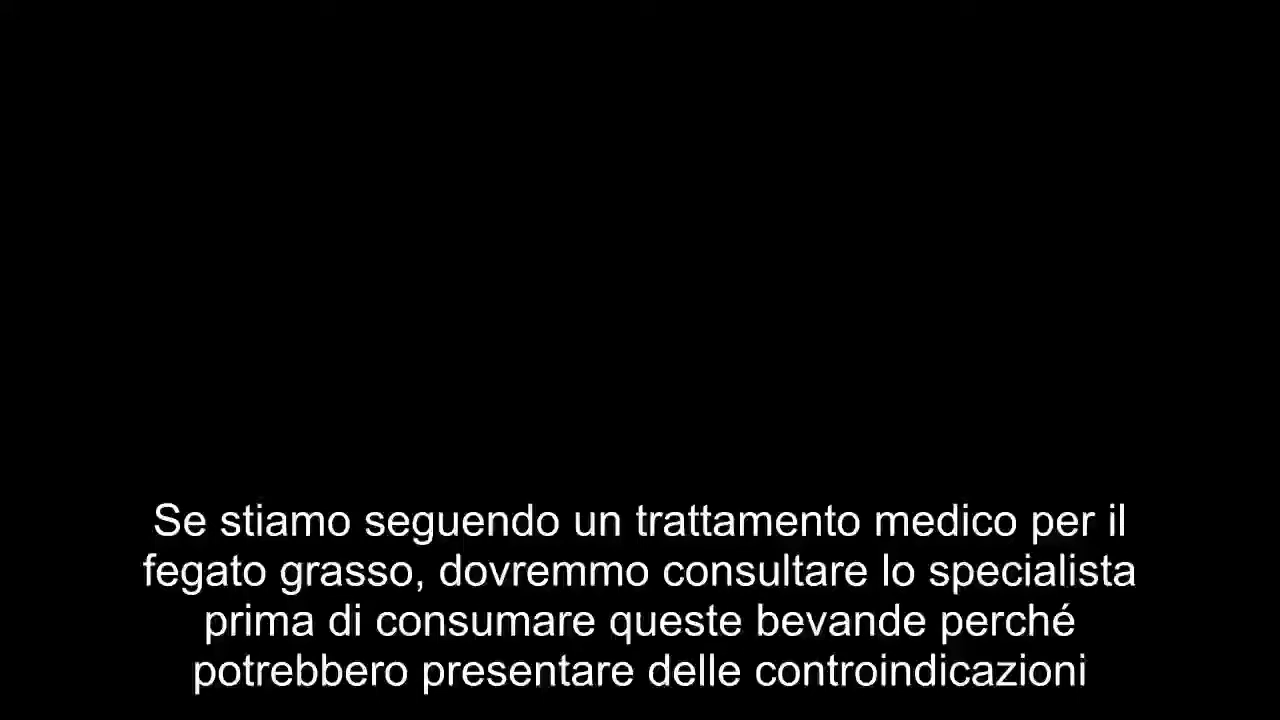 Se stiamo seguendo un trattamento medico per il
fegato grasso, dovremmo consultare lo specialista
prima di consumare queste bevande perché
potrebbero presentare delle controindicazioni